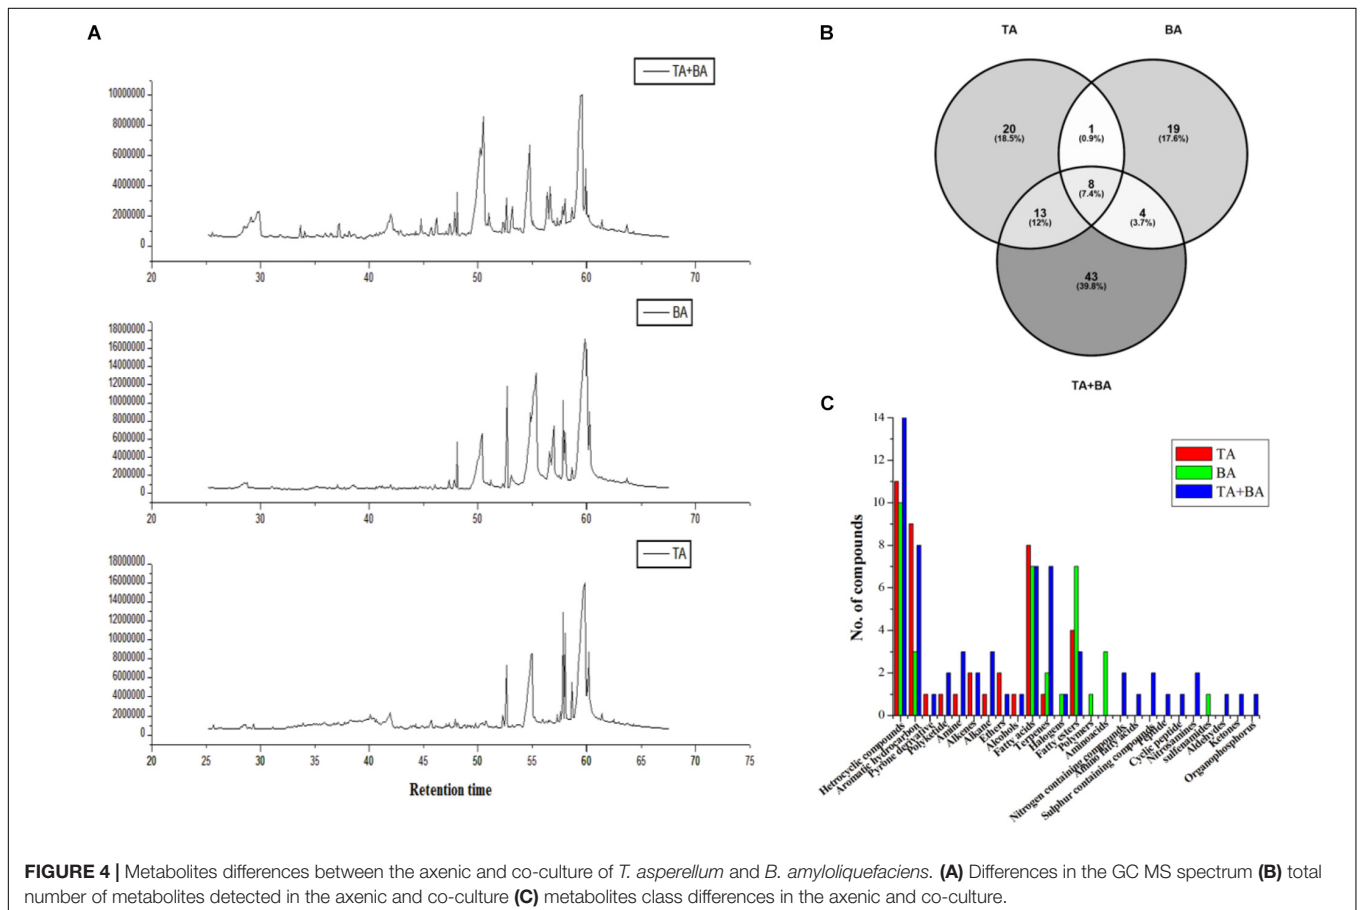 A
TA+BA
10000000
8000000
6000000
4000000
2000000
0
20 30 40 45 50 55 60 65 70 75
BA
18000000
16000000
14000000
12000000
10000000
8000000
6000000
4000000
2000000
0
20 30 40 50 60 65 70 75
TA
18000000
16000000
14000000
12000000
10000000
8000000
6000000
4000000
2000000
0
20 30 40 45 50 55 60 65 70 75
Retention time
B
TA BA
20
(18.5%)
1
(0.9%)
19
(17.6%)
8
(7.4%)
13
(12%)
4
(3.7%)
43
(39.8%)
TA+BA
C
14
12
10
8
6
4
2
0
No. of compounds
TA
BA
TA+BA
Hetrocyclic compounds
Aromatic hydrocarbon
Pyrone derivative
Polyketide
Amine
Alkenes
Alkane
Ethers
Alcohols
Fatty acids
Terpenes
Halogens
Fatty esters
Polymers
Aminoacids
Nitrogen containing compounds
Amino fatty acids
Sulphur containing compounds
Cyclic peptide
Nitrosamines
sulfenamides
Aldehydes
Ketones
Organophosphorus
FIGURE 4 | Metabolites differences between the axenic and co-culture of T. asperellum and B. amyloliquefaciens. (A) Differences in the GC MS spectrum (B) total
number of metabolites detected in the axenic and co-culture (C) metabolites class differences in the axenic and co-culture.